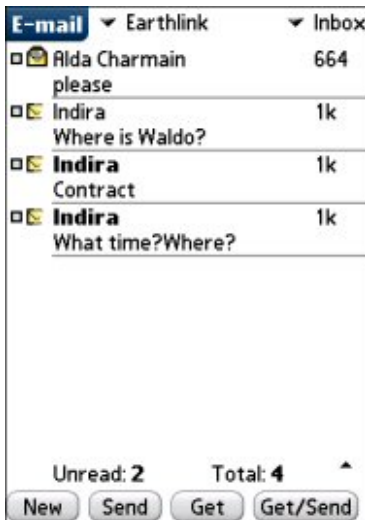 E-mail Earthlink Inbox
Alda Charmain 664
please
Indira 1k
Where is Waldo?
Indira 1k
Contract
Indira 1k
What time?Where?
Unread: 2 Total: 4
New Send Get Get/Send